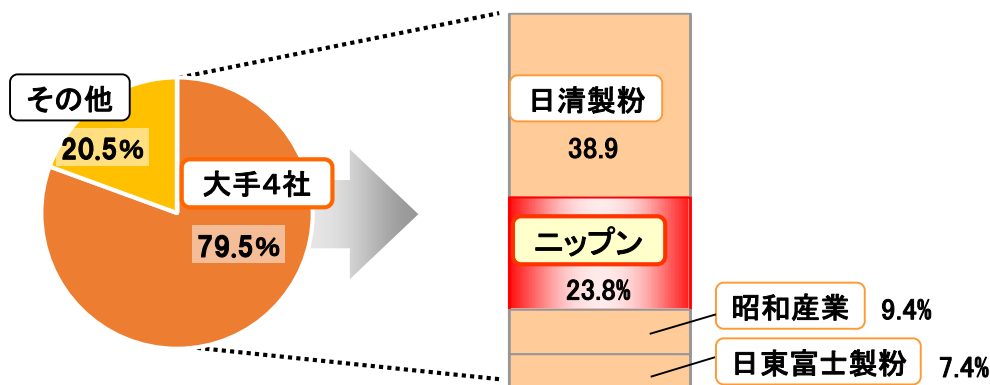 その他
20.5%
大手4社
79.5%
日清製粉
38.9
ニップン
23.8%
昭和産業
9.4%
日東富士製粉
7.4%